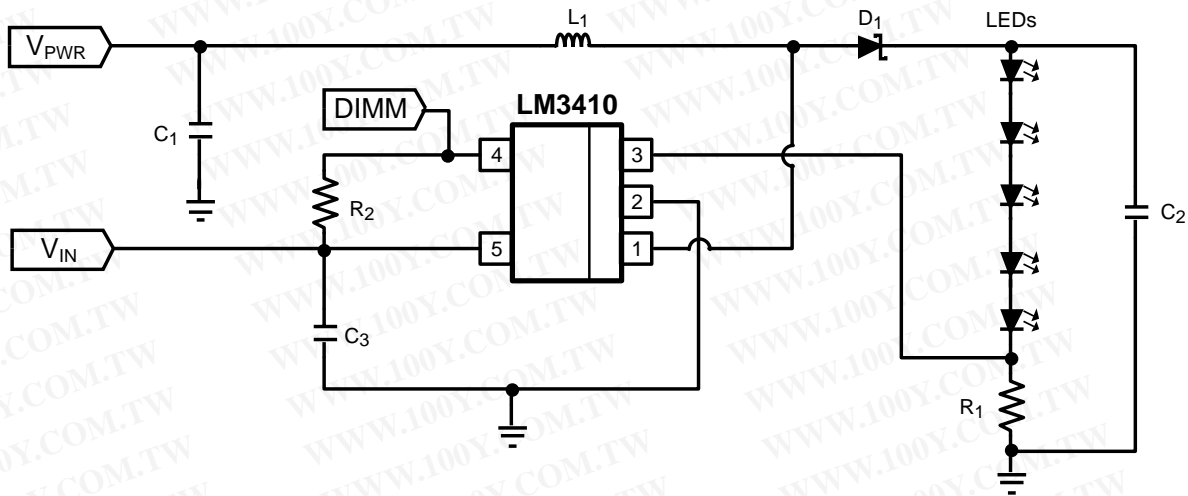 L1
D1
LEDs
VPWR
DIMM
LM3410
C1
4
3
R2
2
C2
VIN
5
1
C3
R1
WWW.100Y.COM.TW